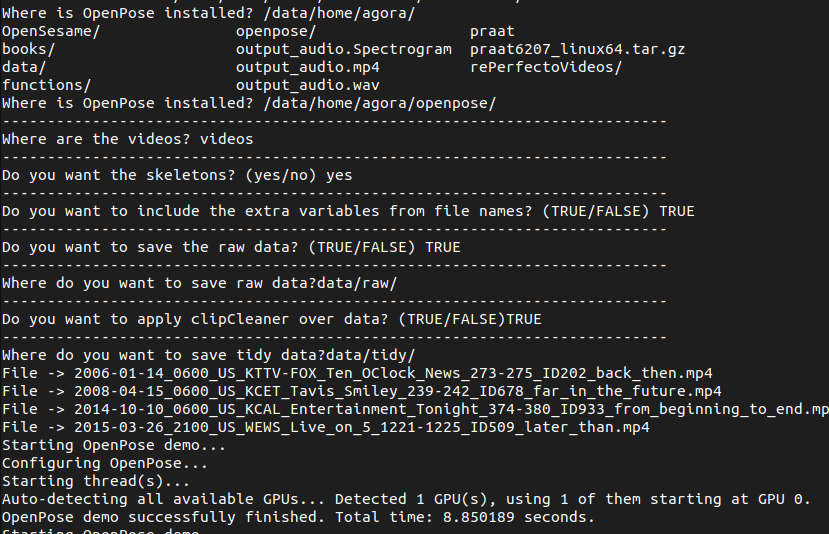 Where is OpenPose installed? /data/home/agora/
OpenSesame/ openpose/ praat
books/ output_audio.Spectrogram praat6207_linux64.tar.gz
data/ output_audio.mp4 rePerfectoVideos/
functions/ output_audio.wav
Where is OpenPose installed? /data/home/agora/openpose/
--------------------------------------------------------------------------
Where are the videos? videos
--------------------------------------------------------------------------
Do you want the skeletons? (yes/no) yes
--------------------------------------------------------------------------
Do you want to include the extra variables from file names? (TRUE/FALSE) TRUE
--------------------------------------------------------------------------
Do you want to save the raw data? (TRUE/FALSE) TRUE
--------------------------------------------------------------------------
Where do you want to save raw data?data/raw/
--------------------------------------------------------------------------
Do you want to apply clipCleaner over data? (TRUE/FALSE)TRUE
--------------------------------------------------------------------------
Where do you want to save tidy data?data/tidy/
File -> 2006-01-14_0600_US_KTTV-FOX_Ten_OClock_News_273-275_ID202_back_then.mp4
File -> 2008-04-15_0600_US_KCET_Tavis_Smiley_239-242_ID678_far_in_the_future.mp4
File -> 2014-10-10_0600_US_KCAL_Entertainment_Tonight_374-380_ID933_from_beginning_to_end.mp
File -> 2015-03-26_2100_US_WEWS_Live_on_5_1221-1225_ID509_later_than.mp4
Starting OpenPose demo...
Configuring OpenPose...
Starting thread(s)...
Auto-detecting all available GPUs... Detected 1 GPU(s), using 1 of them starting at GPU 0.
OpenPose demo successfully finished. Total time: 8.850189 seconds.
Starting OpenPose demo